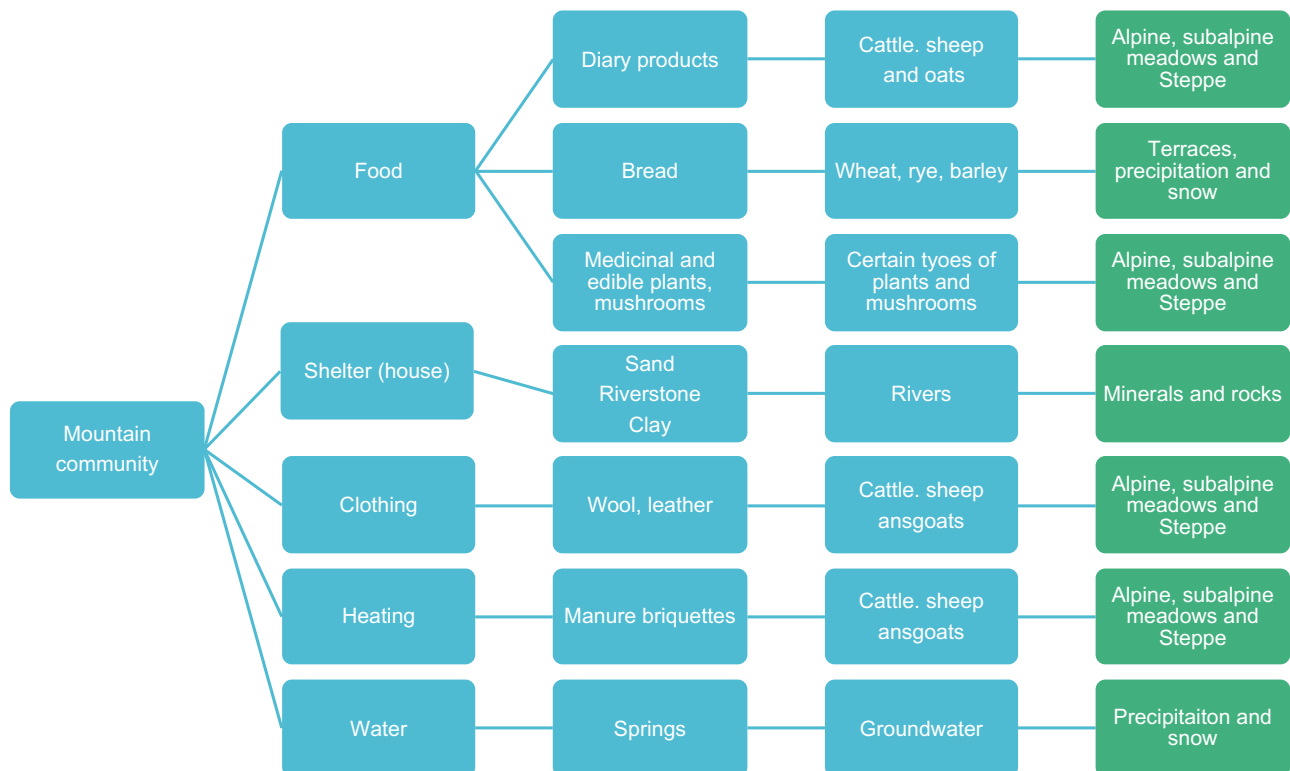 Diary products
Cattle. sheep
and oats
Alpine, subalpine
meadows and
Steppe
Food
Bread
Wheat, rye, barley
Terraces,
precipitation and
snow
Medicinal and
edible plants,
mushrooms
Certain tyoes of
plants and
mushrooms
Alpine, subalpine
meadows and
Steppe
Mountain
community
Shelter (house)
Sand
Riverstone
Clay
Rivers
Minerals and rocks
Clothing
Wool, leather
Cattle. sheep
ansgoats
Alpine, subalpine
meadows and
Steppe
Heating
Manure briquettes
Cattle. sheep
ansgoats
Alpine, subalpine
meadows and
Steppe
Water
Springs
Groundwater
Precipitaiton and
snow